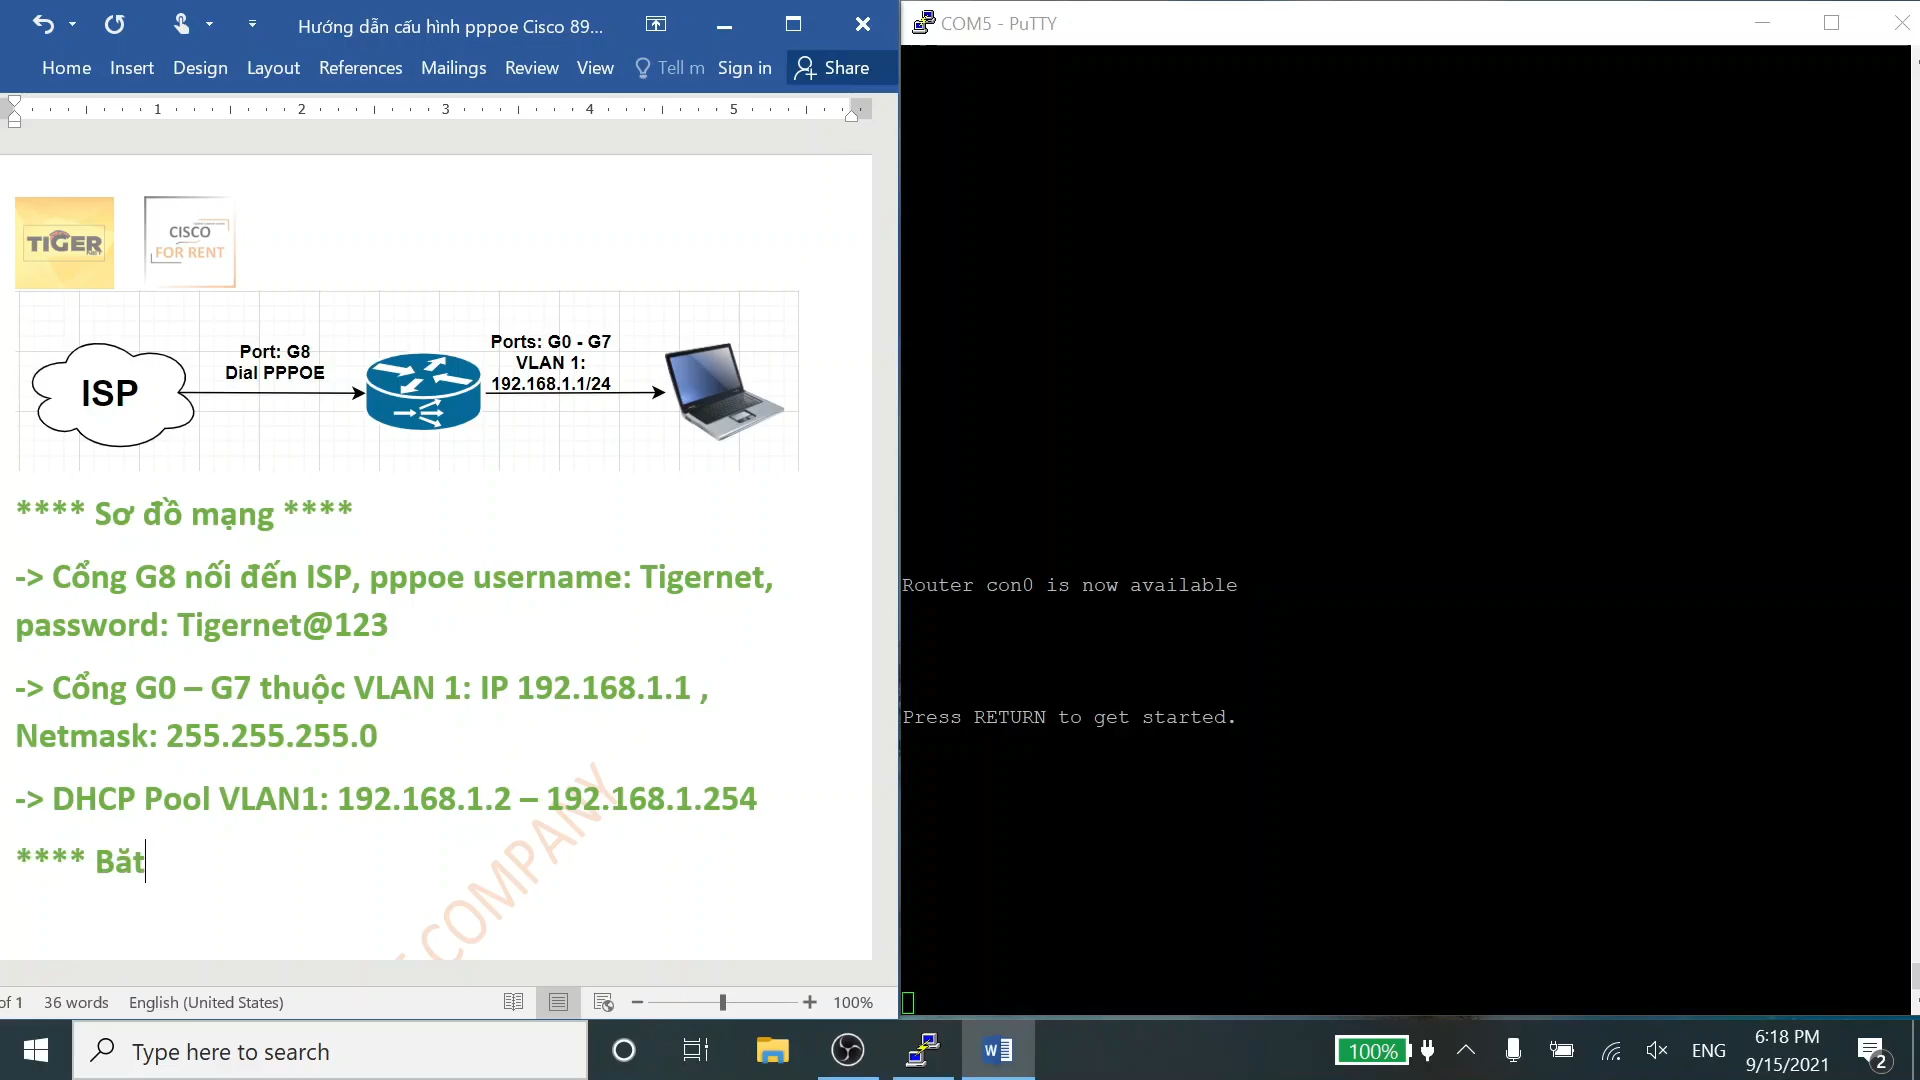 Hướng dẫn cấu hình pppoe Cisco 89...
Home Insert Design Layout References Mailings Review View Tell m Sign in Share
1 2 3 4 5
TIGER NET
CISCO
FOR RENT
Port: G8
Dial PPPOE
Ports: G0 - G7
VLAN 1:
192.168.1.1/24
ISP
**** Sơ đồ mạng ****
-> Cổng G8 nối đến ISP, pppoe username: Tigernet,
password: Tigernet@123
-> Cổng G0 – G7 thuộc VLAN 1: IP 192.168.1.1 ,
Netmask: 255.255.255.0
-> DHCP Pool VLAN1: 192.168.1.2 – 192.168.1.254
**** Băt
COMPANY
of 1 36 words English (United States) 100%
COM5 - PuTTY
Router con0 is now available
Press RETURN to get started.
Type here to search
100% ENG
6:18 PM
9/15/2021
2